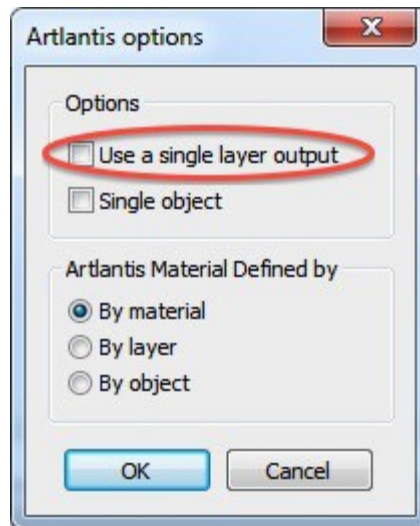 Artlantis options
Options
Use a single layer output
Single object
Artlantis Material Defined by
By material
By layer
By object
OK
Cancel